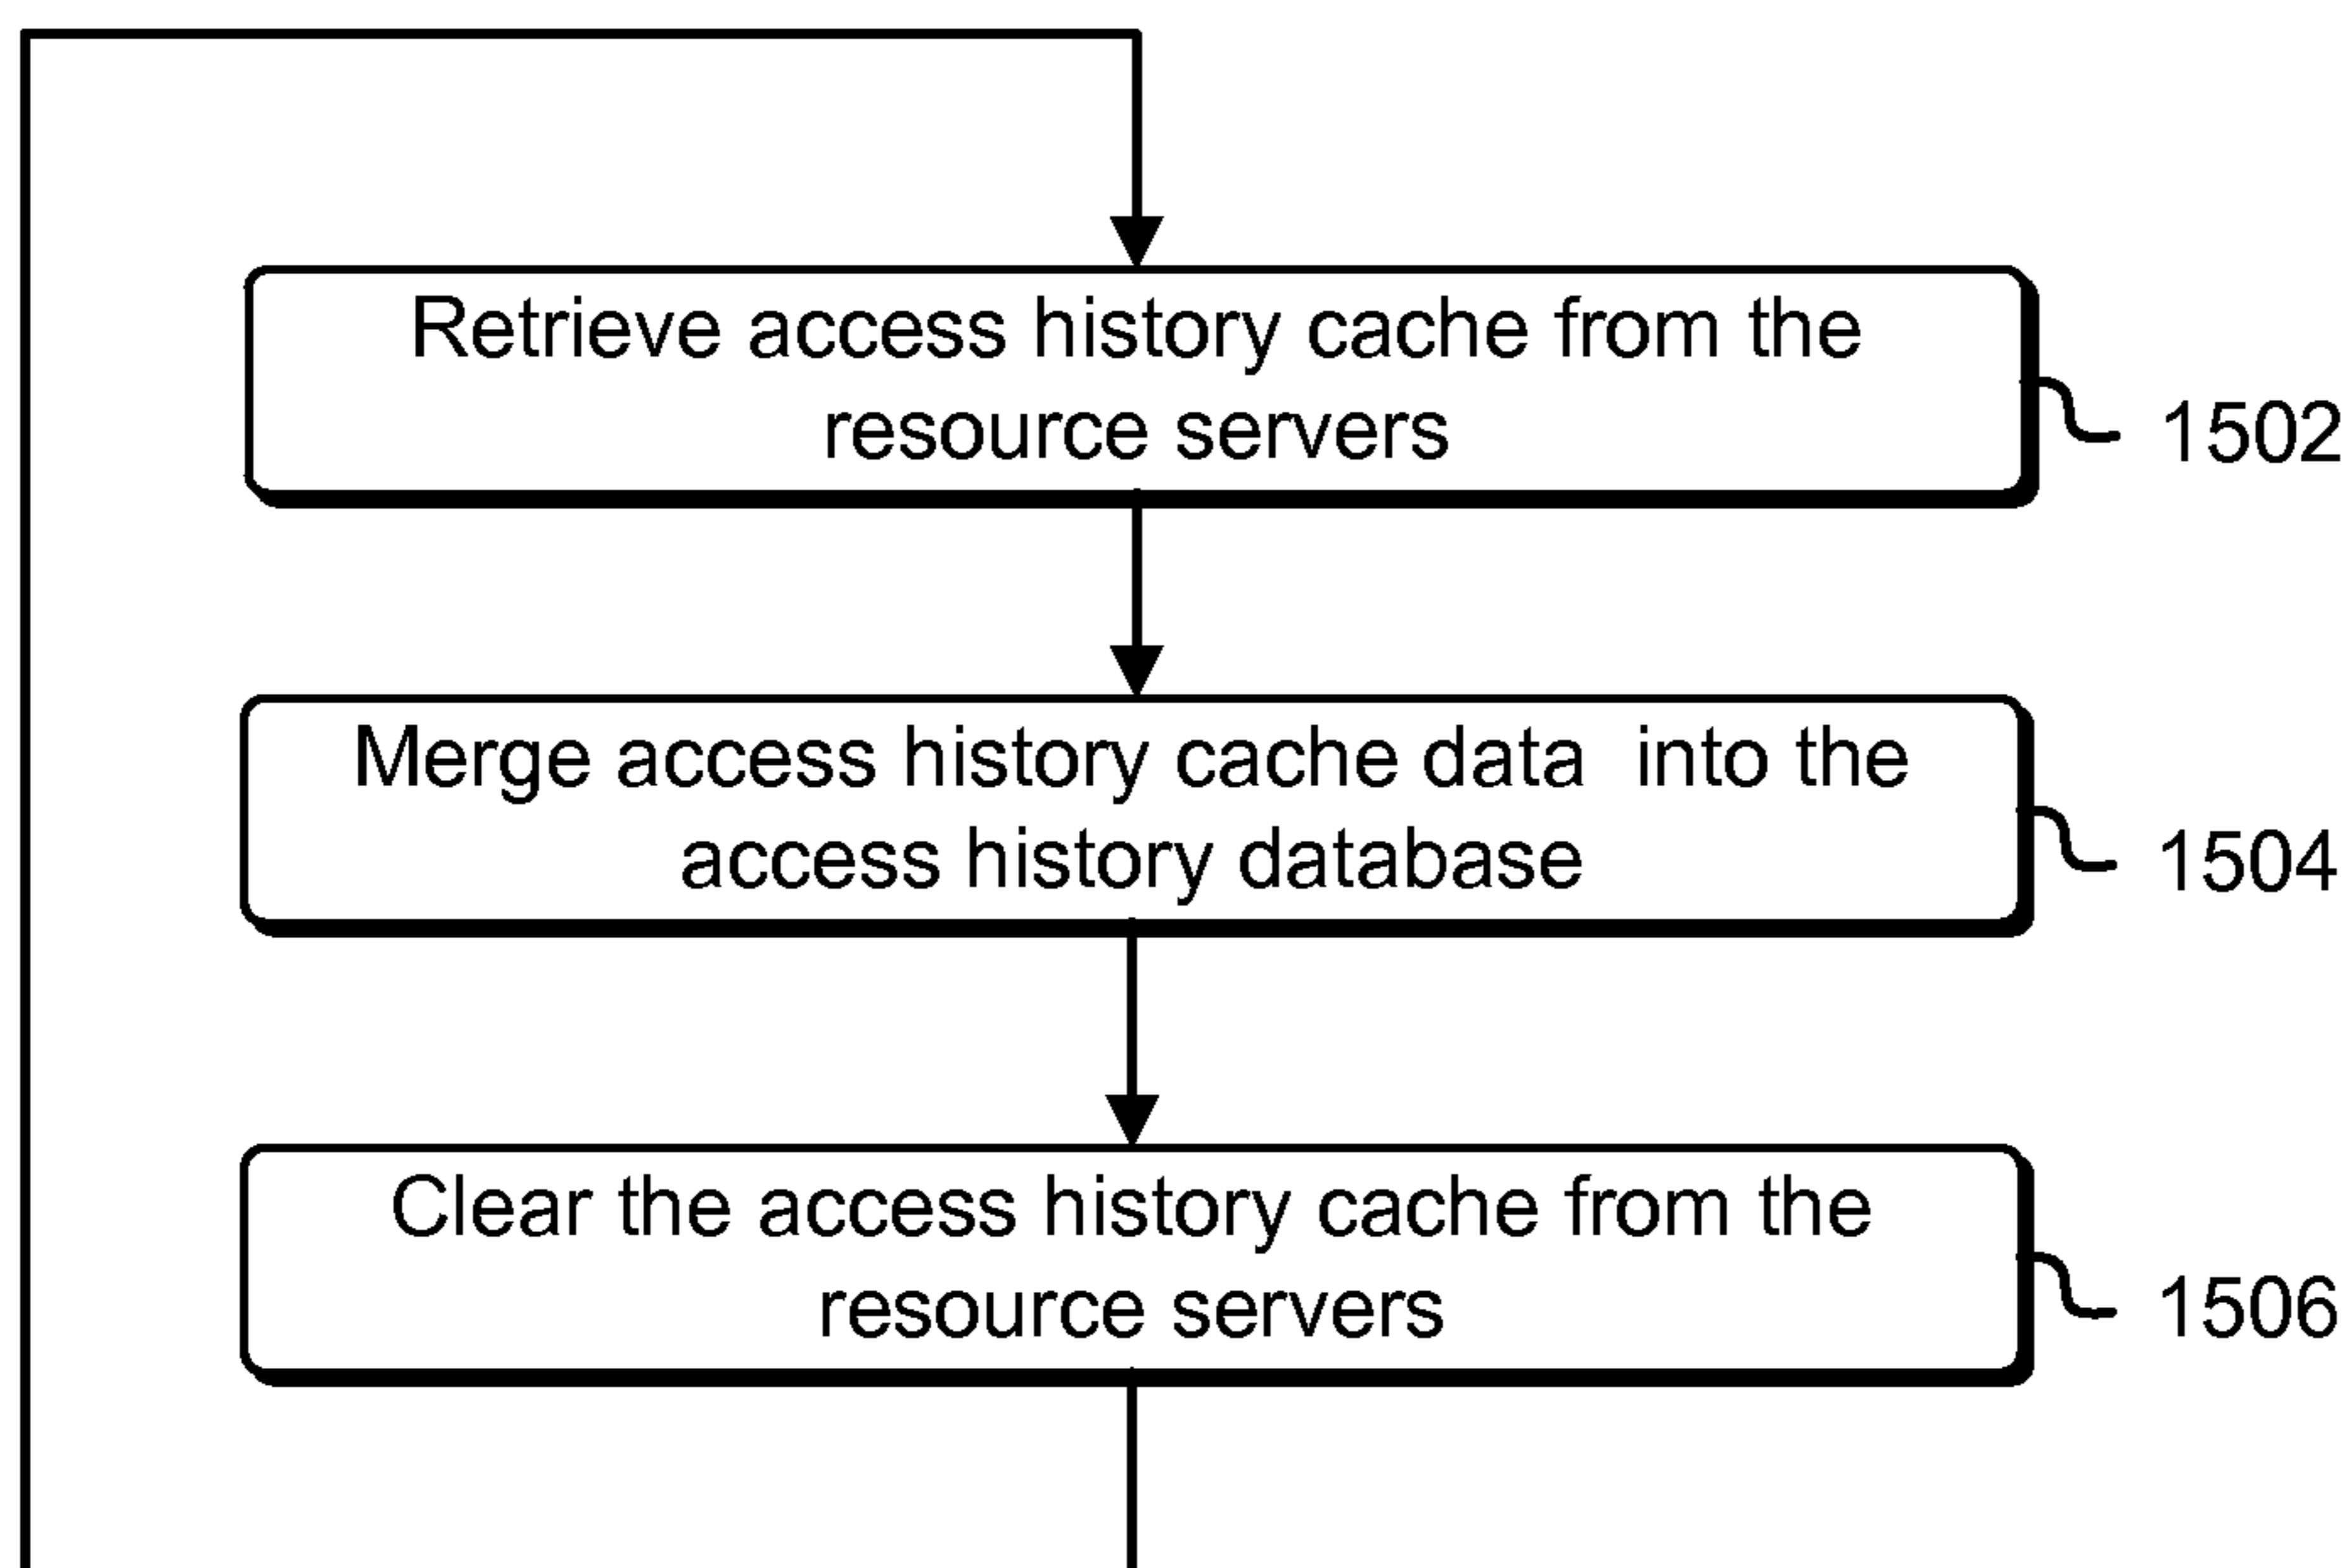 Retrieve access history cache from the
resource servers
1502
Merge access history cache data  into the
access history database
1504
Clear the access history cache from the
resource servers
1506